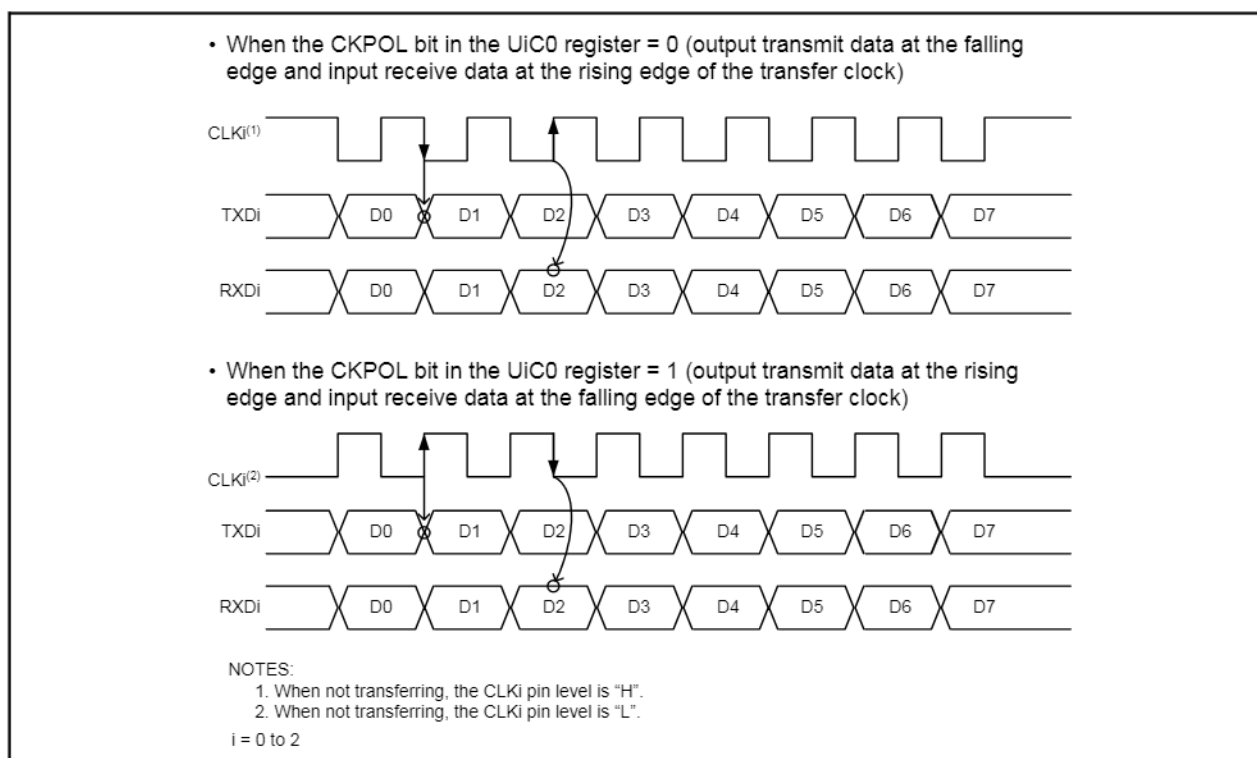 • When the CKPOL bit in the UiC0 register = 0 (output transmit data at the falling
edge and input receive data at the rising edge of the transfer clock)
CLKi(1)
TXDi D0 D1 D2 D3 D4 D5 D6 D7
RXDi D0 D1 D2 D3 D4 D5 D6 D7
• When the CKPOL bit in the UiC0 register = 1 (output transmit data at the rising
edge and input receive data at the falling edge of the transfer clock)
CLKi(2)
TXDi D0 D1 D2 D3 D4 D5 D6 D7
RXDi D0 D1 D2 D3 D4 D5 D6 D7
NOTES:
1. When not transferring, the CLKi pin level is “H”.
2. When not transferring, the CLKi pin level is “L”.
i = 0 to 2